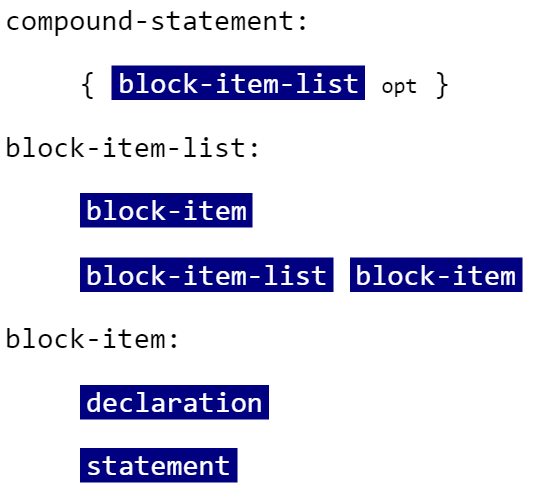 compound-statement:
{ block-item-list opt }
block-item-list:
block-item
block-item-list block-item
block-item:
declaration
statement